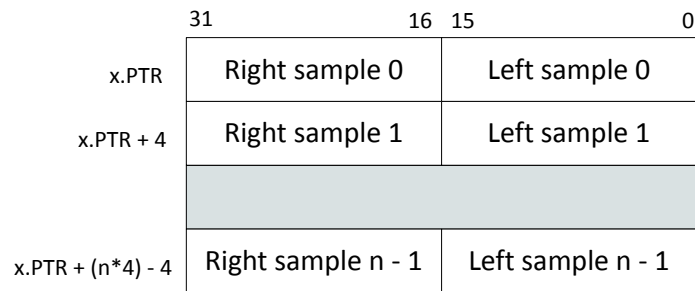 31 16 15 0
x.PTR Right sample 0 Left sample 0
x.PTR + 4 Right sample 1 Left sample 1
x.PTR + (n*4) - 4 Right sample n - 1 Left sample n - 1